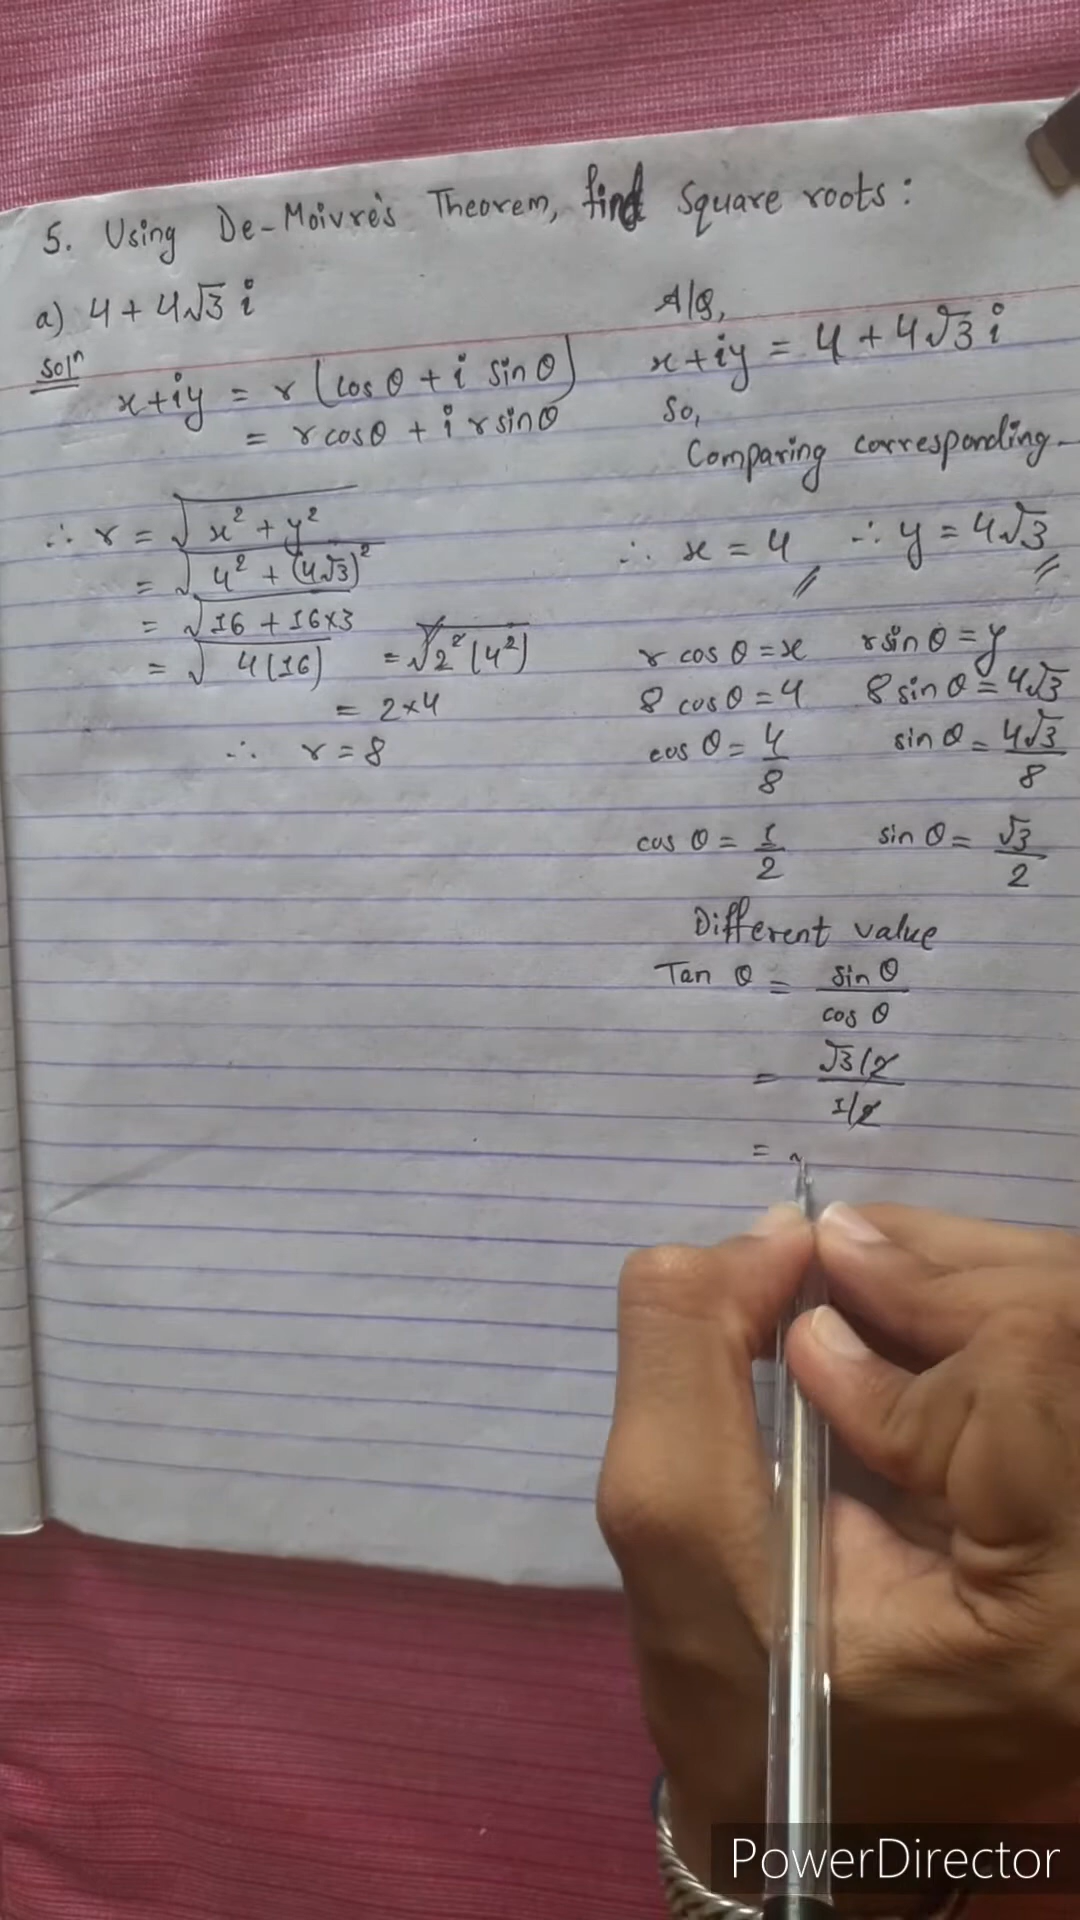 5. Using De-Moivre's Theorem, find Square roots:
a) 4 + 4√3 i
Solⁿ
x+iy = r (cos θ + i sin θ)
= r cos θ + i r sin θ
∴ r = √x² + y²
= √4² + (4√3)²
= √16 + 16×3
= √4(16) = √2²(4²)
= 2×4
∴ r = 8
A/Q,
x+iy = 4 + 4√3 i
So,
Comparing corresponding-
∴ x = 4 ∴ y = 4√3
r cos θ = x r sin θ = y
8 cos θ = 4 8 sin θ = 4√3
cos θ = 4/8 sin θ = 4√3/8
cos θ = 1/2 sin θ = √3/2
Different value
Tan θ = sin θ / cos θ
= √3/2 / 1/2
=
PowerDirector